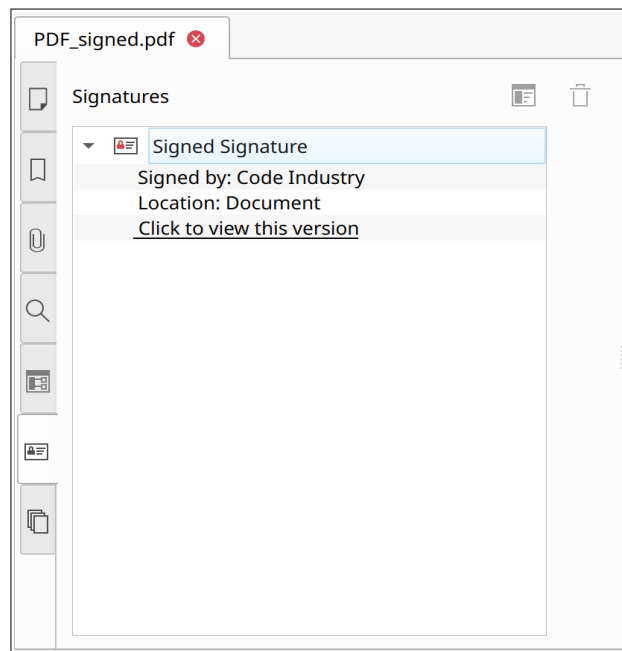 PDF_signed.pdf
Signatures
Signed Signature
Signed by: Code Industry
Location: Document
Click to view this version